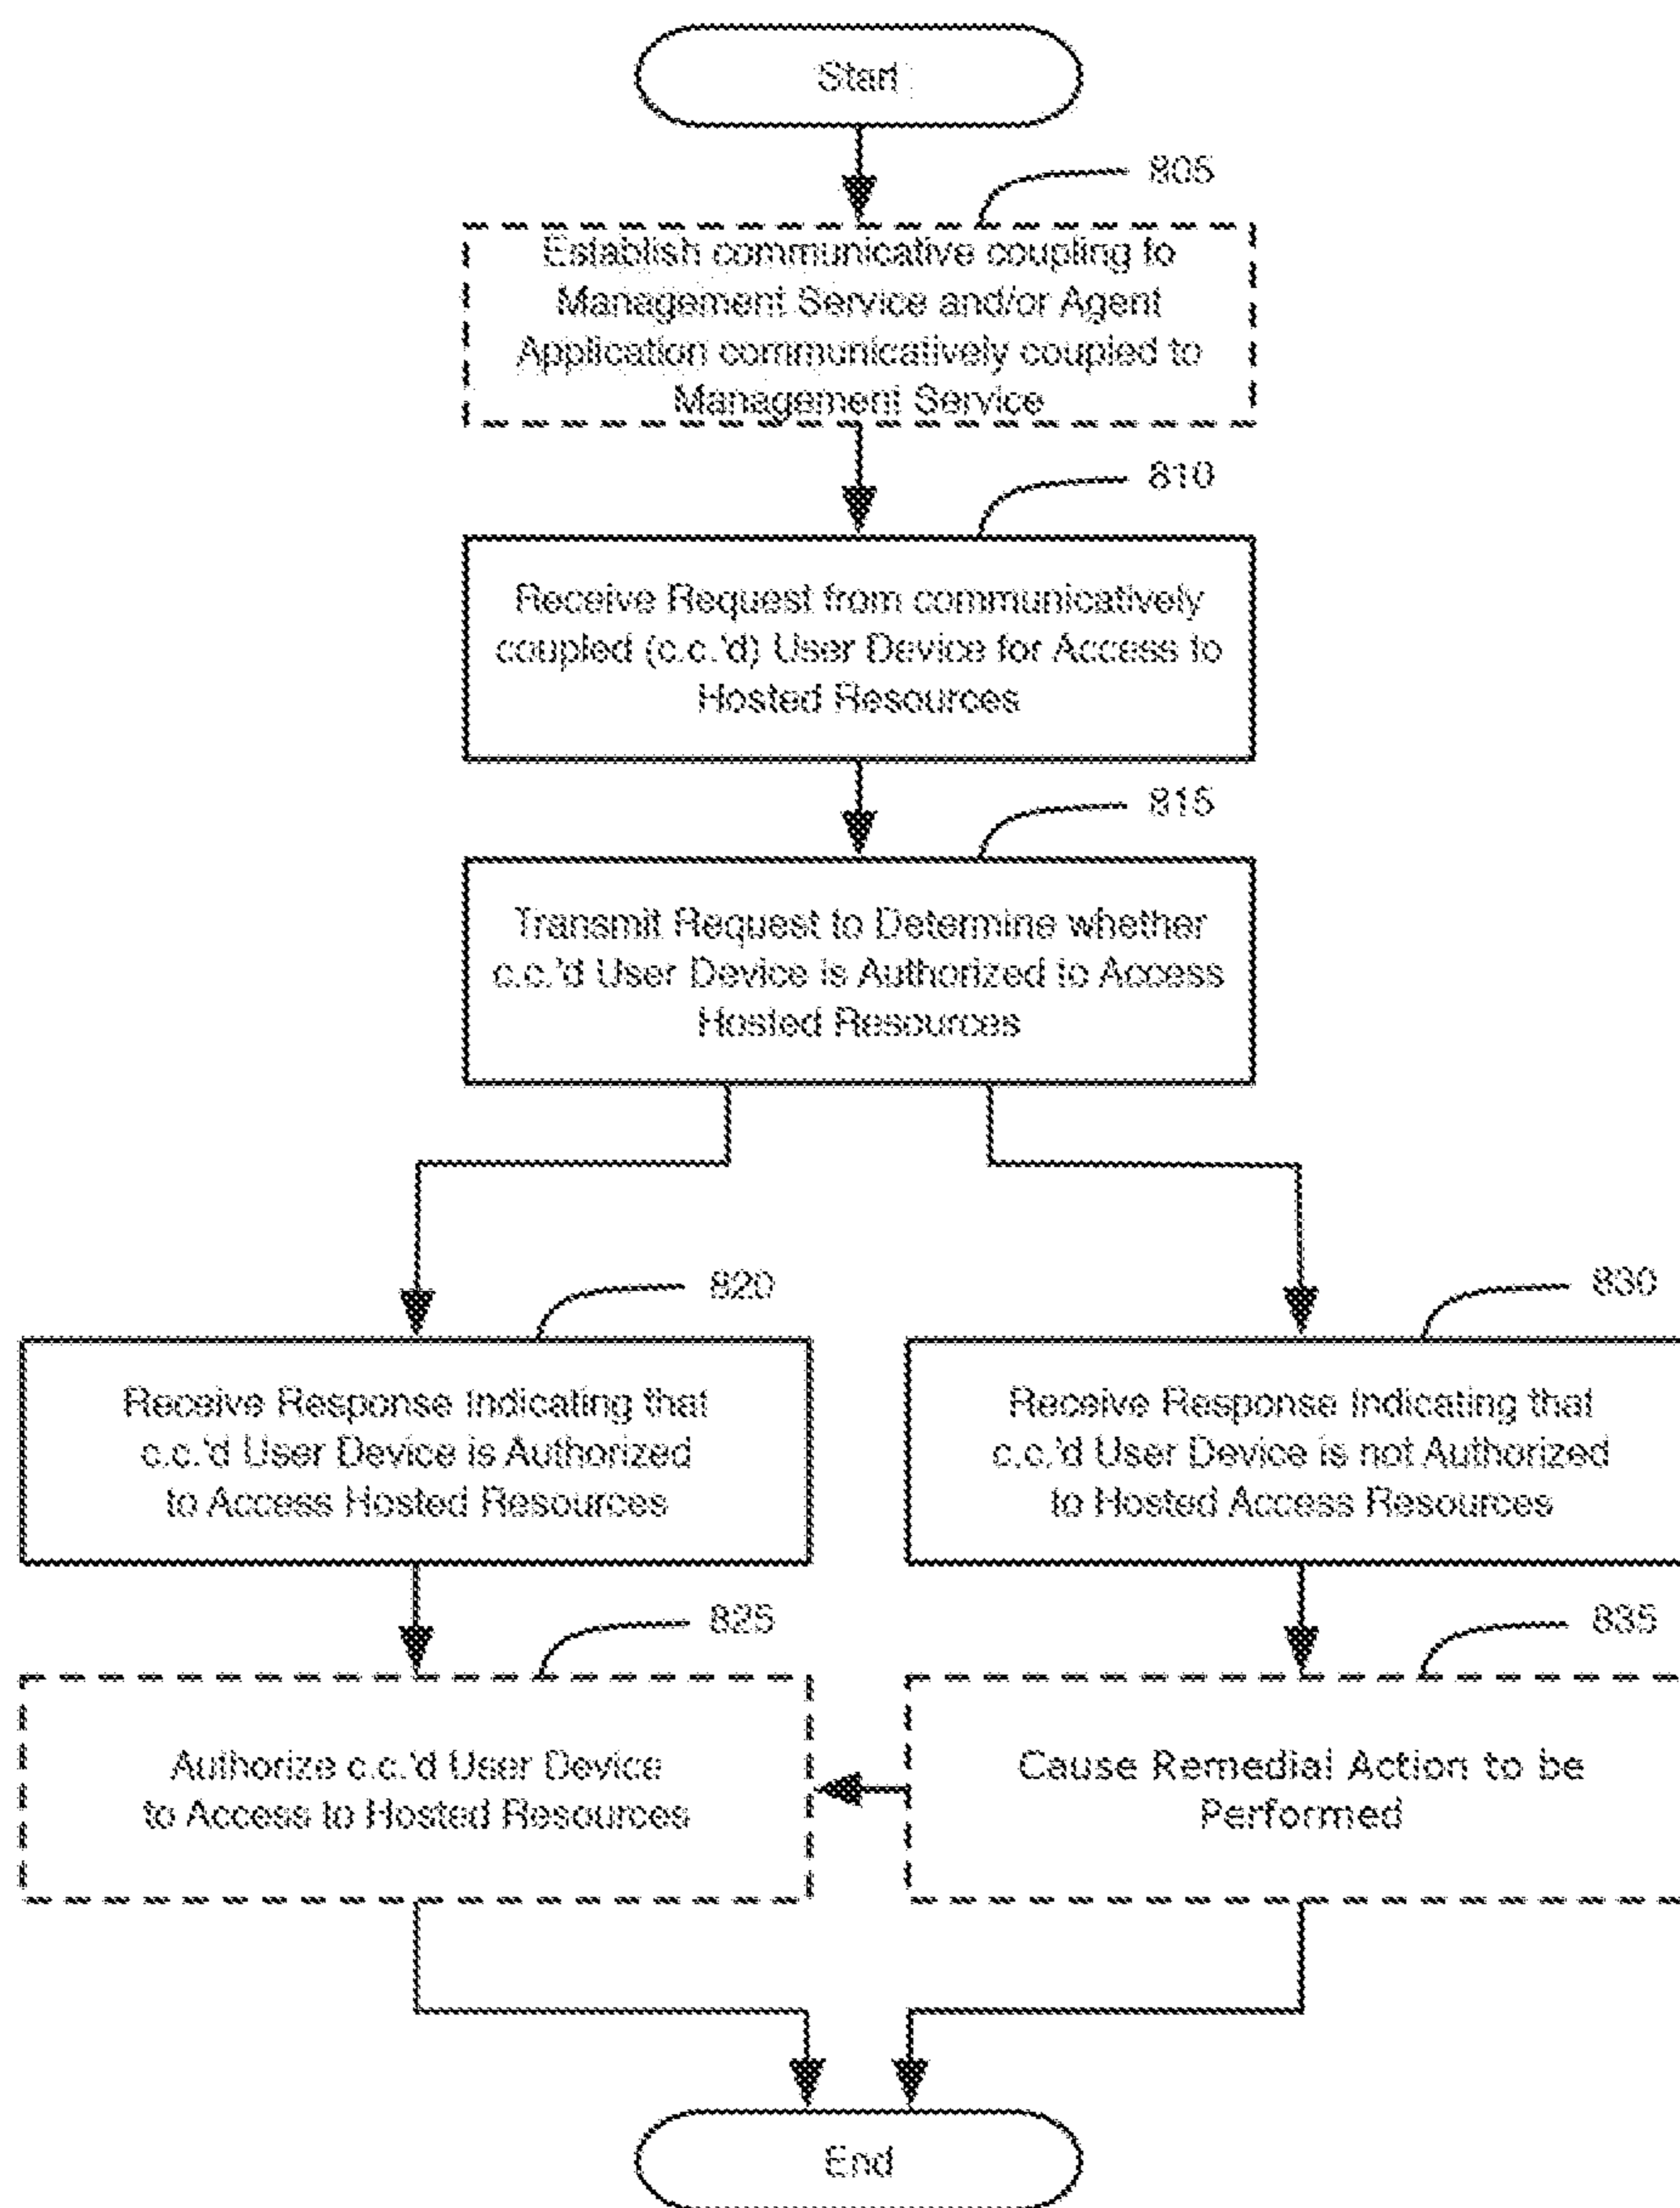 Start
805
Establish communicative coupling to
Management Service and/or Agent
Application communicatively coupled to
Management Service
810
Receive Request from communicatively
coupled (c.c.'d) User Device for Access to
Hosted Resources
815
Transmit Request to Determine whether
c.c.'d User Device is Authorized to Access
Hosted Resources
820
Receive Response Indicating that
c.c.'d User Device is Authorized
to Access Hosted Resources
830
Receive Response Indicating that
c.c.'d User Device is not Authorized
to Hosted Access Resources
825
Authorize c.c.'d User Device
to Access to Hosted Resources
835
Cause Remedial Action to be
Performed
End